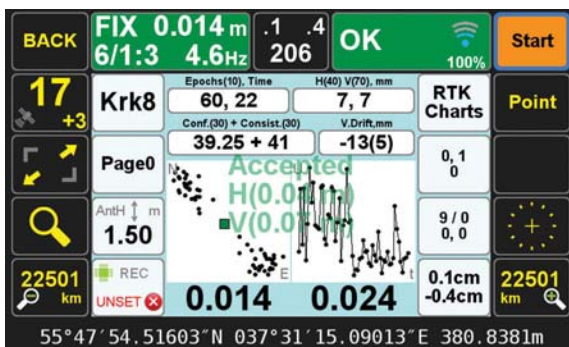 BACK
FIX 0.014 m
6/1:3 4.6Hz
.1 .4
206
OK
100%
Start
17
+3
Krk8
Epochs(10), Time
60, 22
H(40) V(70), mm
7, 7
RTK
Charts
Point
Conf.(30) + Consist.(30)
39.25 + 41
V.Drift,mm
-13(5)
Page0
N
U
Accepted
H(0.0
V(0.0
0, 1
0
AntH m
1.50
9 / 0
0, 0
E
t
22501
km
REC
UNSET
0.014
0.024
0.1cm
-0.4cm
22501
km
55°47′54.51603″N 037°31′15.09013″E 380.8381m